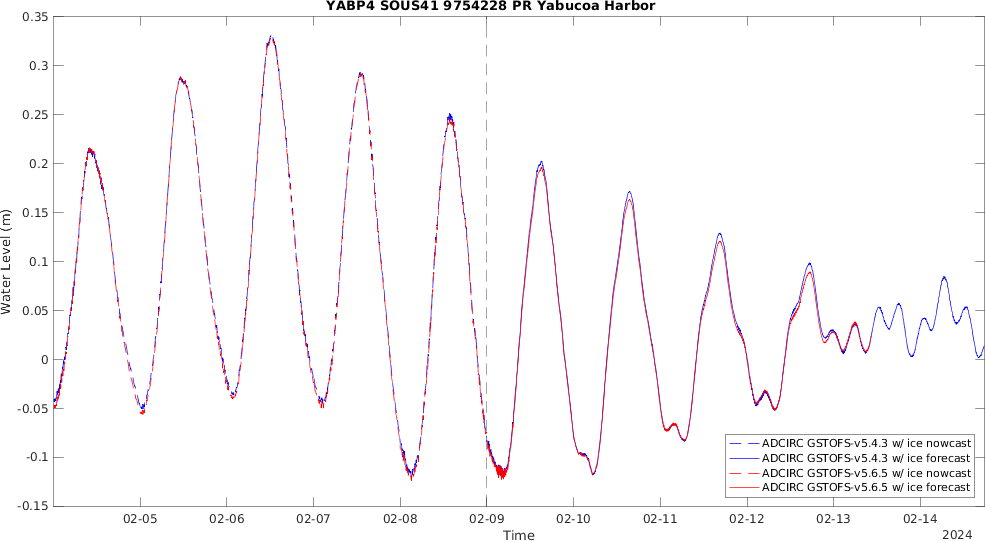 YABP4 SOUS41 9754228 PR Yabucoa Harbor
Water Level (m)
0.35
0.3
0.25
0.2
0.15
0.1
0.05
0
-0.05
-0.1
-0.15
02-05 02-06 02-07 02-08 02-09 02-10 02-11 02-12 02-13 02-14
Time
2024
ADCIRC GSTOFS-v5.4.3 w/ ice nowcast
ADCIRC GSTOFS-v5.4.3 w/ ice forecast
ADCIRC GSTOFS-v5.6.5 w/ ice nowcast
ADCIRC GSTOFS-v5.6.5 w/ ice forecast